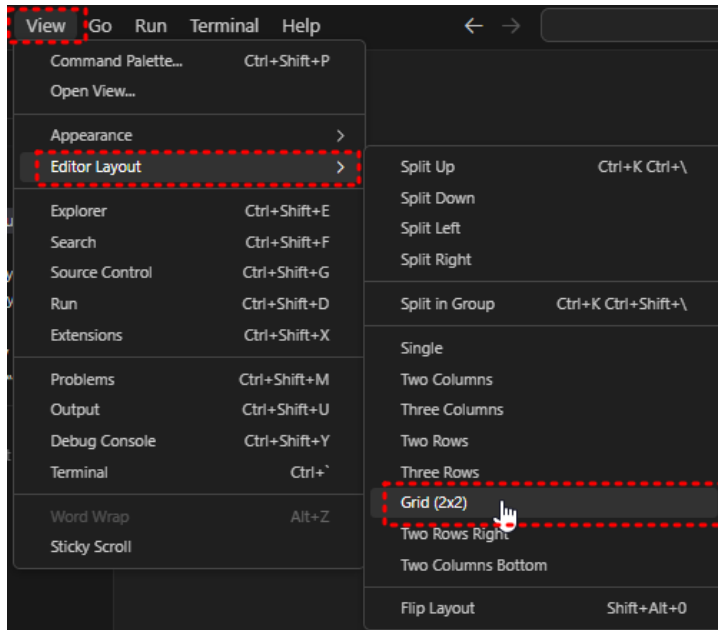 View Go Run Terminal Help
Command Palette... Ctrl+Shift+P
Open View...
Appearance
Editor Layout
Explorer Ctrl+Shift+E
Search Ctrl+Shift+F
Source Control Ctrl+Shift+G
Run Ctrl+Shift+D
Extensions Ctrl+Shift+X
Problems Ctrl+Shift+M
Output Ctrl+Shift+U
Debug Console Ctrl+Shift+Y
Terminal Ctrl+`
Word Wrap Alt+Z
Sticky Scroll
Split Up Ctrl+K Ctrl+\
Split Down
Split Left
Split Right
Split in Group Ctrl+K Ctrl+Shift+\
Single
Two Columns
Three Columns
Two Rows
Three Rows
Grid (2x2)
Two Rows Right
Two Columns Bottom
Flip Layout Shift+Alt+0